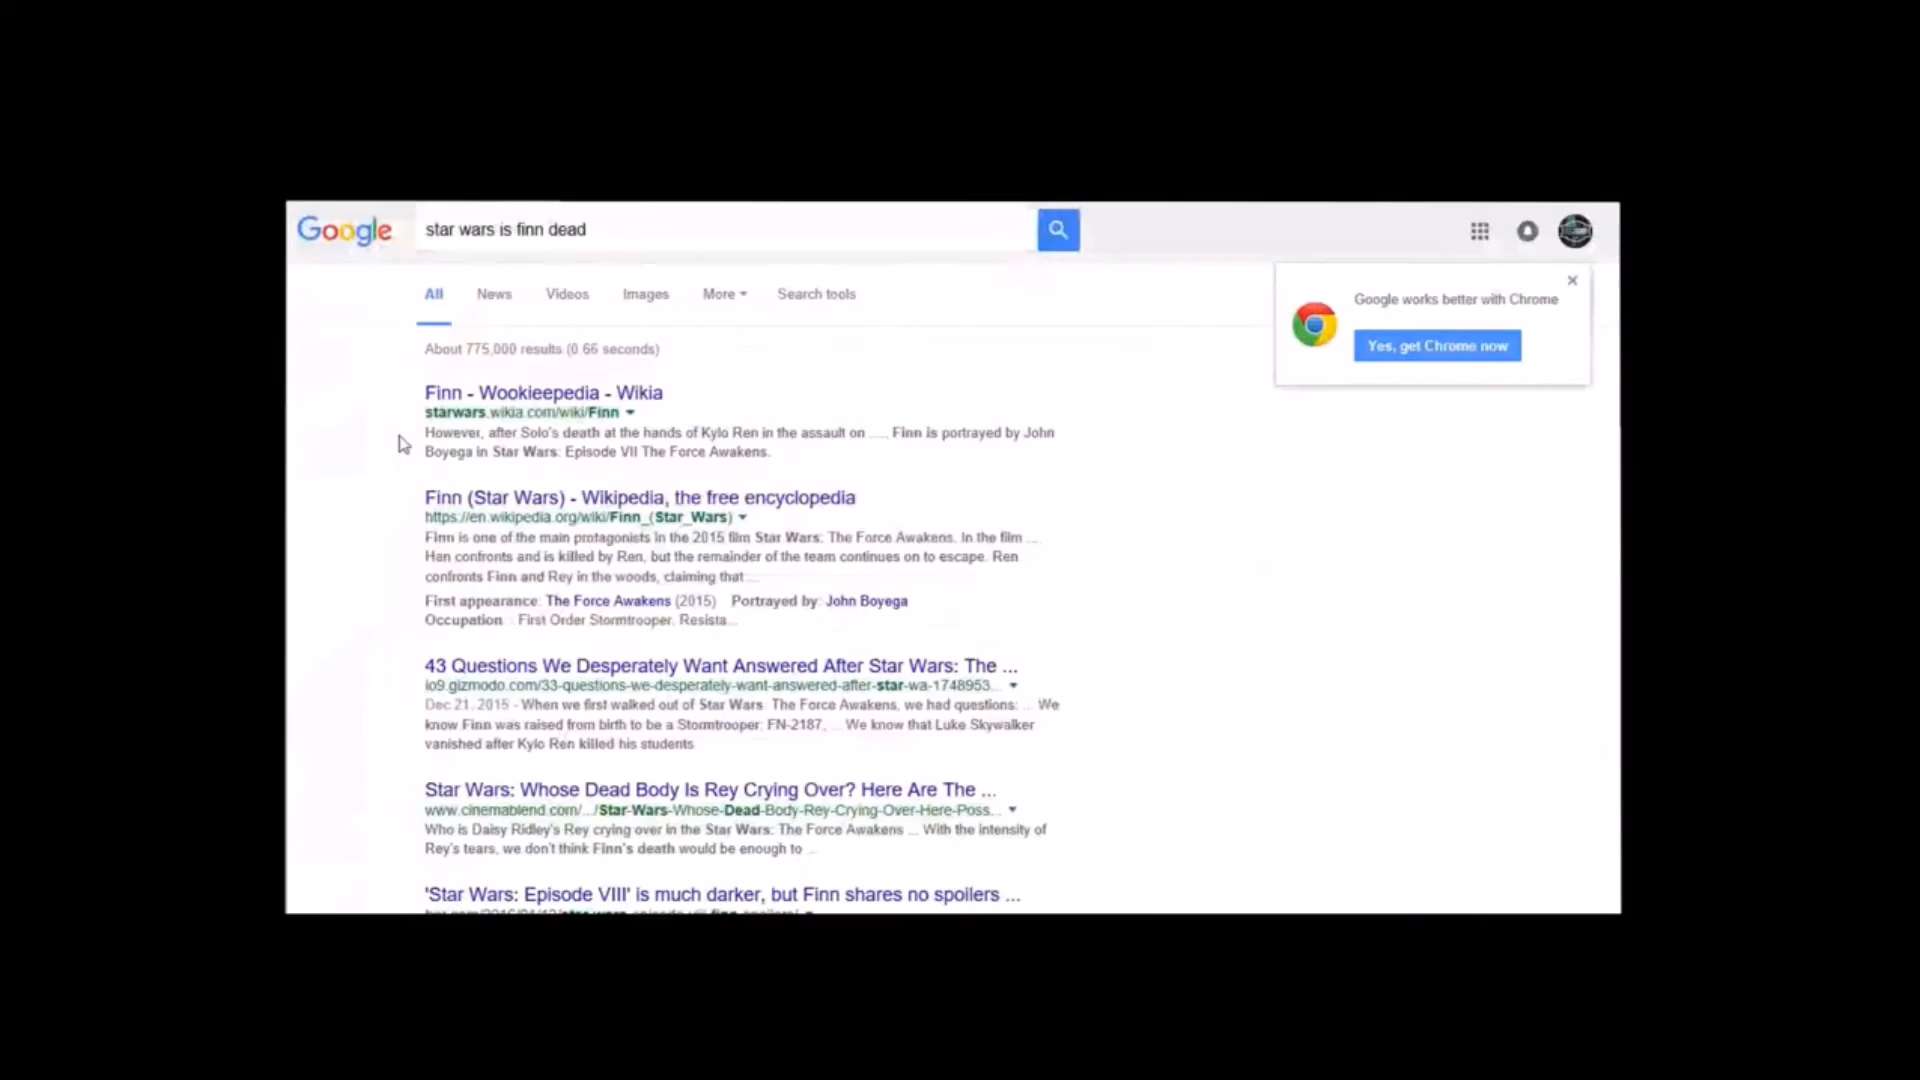 Google star wars is finn dead
All News Videos Images More Search tools
Google works better with Chrome
Yes, get Chrome now
About 775,000 results (0.66 seconds)
Finn - Wookieepedia - Wikia
starwars.wikia.com/wiki/Finn
However, after Solo's death at the hands of Kylo Ren in the assault on .... Finn is portrayed by John
Boyega in Star Wars: Episode VII The Force Awakens.
Finn (Star Wars) - Wikipedia, the free encyclopedia
https://en.wikipedia.org/wiki/Finn_(Star_Wars)
Finn is one of the main protagonists in the 2015 film Star Wars: The Force Awakens. In the film ...
Han confronts and is killed by Ren, but the remainder of the team continues on to escape. Ren
confronts Finn and Rey in the woods, claiming that ...
First appearance: The Force Awakens (2015) Portrayed by: John Boyega
Occupation: First Order Stormtrooper, Resista...
43 Questions We Desperately Want Answered After Star Wars: The ...
io9.gizmodo.com/33-questions-we-desperately-want-answered-after-star-wa-1748953...
Dec 21, 2015 - When we first walked out of Star Wars: The Force Awakens, we had questions: ... We
know Finn was raised from birth to be a Stormtrooper: FN-2187, ... We know that Luke Skywalker
vanished after Kylo Ren killed his students
Star Wars: Whose Dead Body Is Rey Crying Over? Here Are The ...
www.cinemablend.com/.../Star-Wars-Whose-Dead-Body-Rey-Crying-Over-Here-Poss...
Who is Daisy Ridley's Rey crying over in the Star Wars: The Force Awakens ... With the intensity of
Rey's tears, we don't think Finn's death would be enough to ...
'Star Wars: Episode VIII' is much darker, but Finn shares no spoilers ...